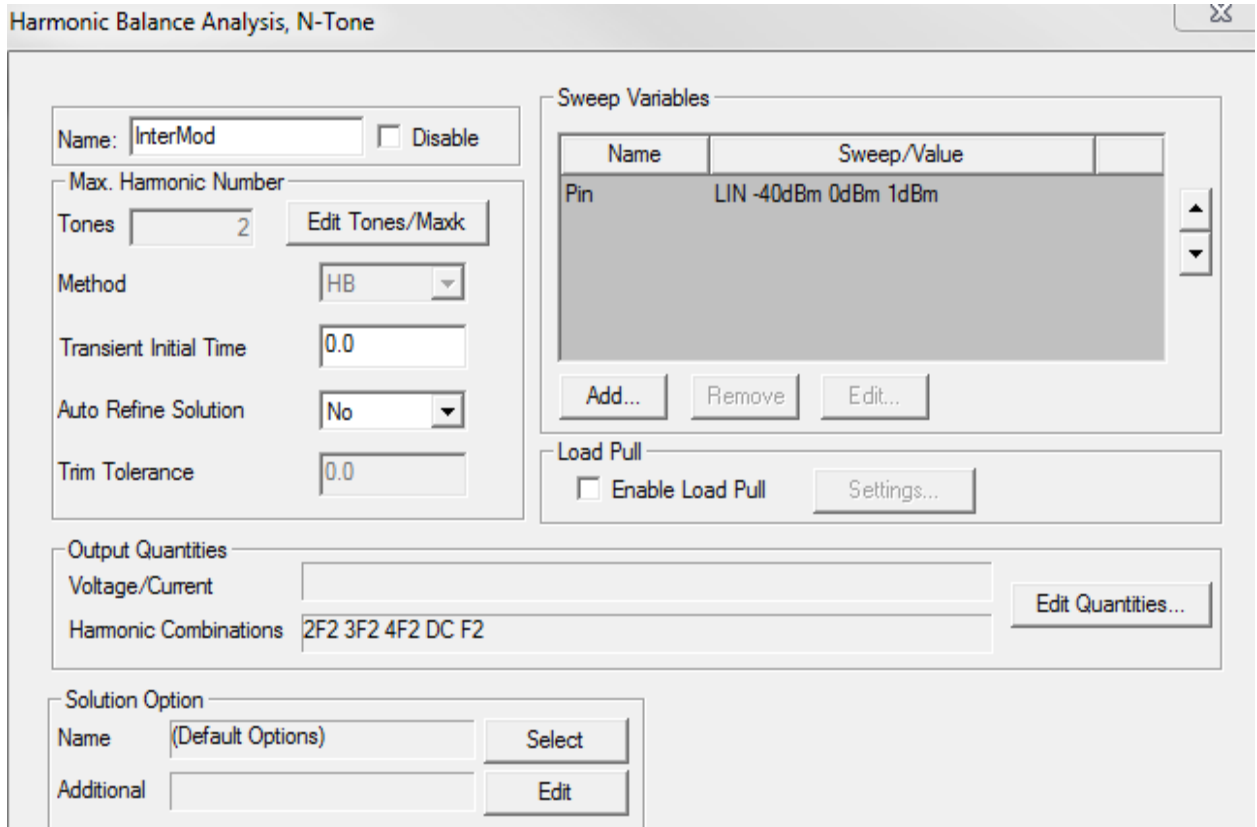 Harmonic Balance Analysis, N-Tone
Name: InterMod Disable
Max. Harmonic Number
Tones 2 Edit Tones/Maxk
Method HB
Transient Initial Time 0.0
Auto Refine Solution No
Trim Tolerance 0.0
Sweep Variables
Name Sweep/Value
Pin LIN -40dBm 0dBm 1dBm
Add... Remove Edit...
Load Pull
Enable Load Pull Settings...
Output Quantities
Voltage/Current
Harmonic Combinations 2F2 3F2 4F2 DC F2
Edit Quantities...
Solution Option
Name (Default Options) Select
Additional Edit